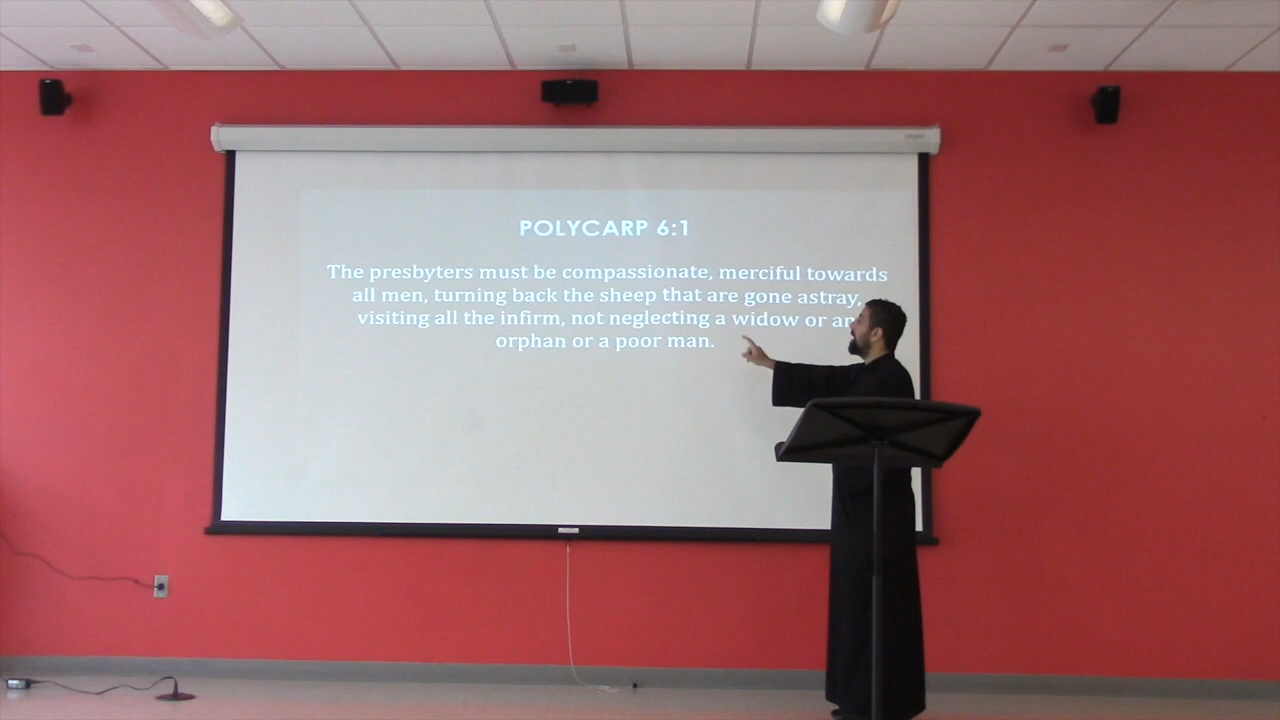 POLYCARP 6:1
The presbyters must be compassionate, merciful towards
all men, turning back the sheep that are gone astray,
visiting all the infirm, not neglecting a widow or an
orphan or a poor man.